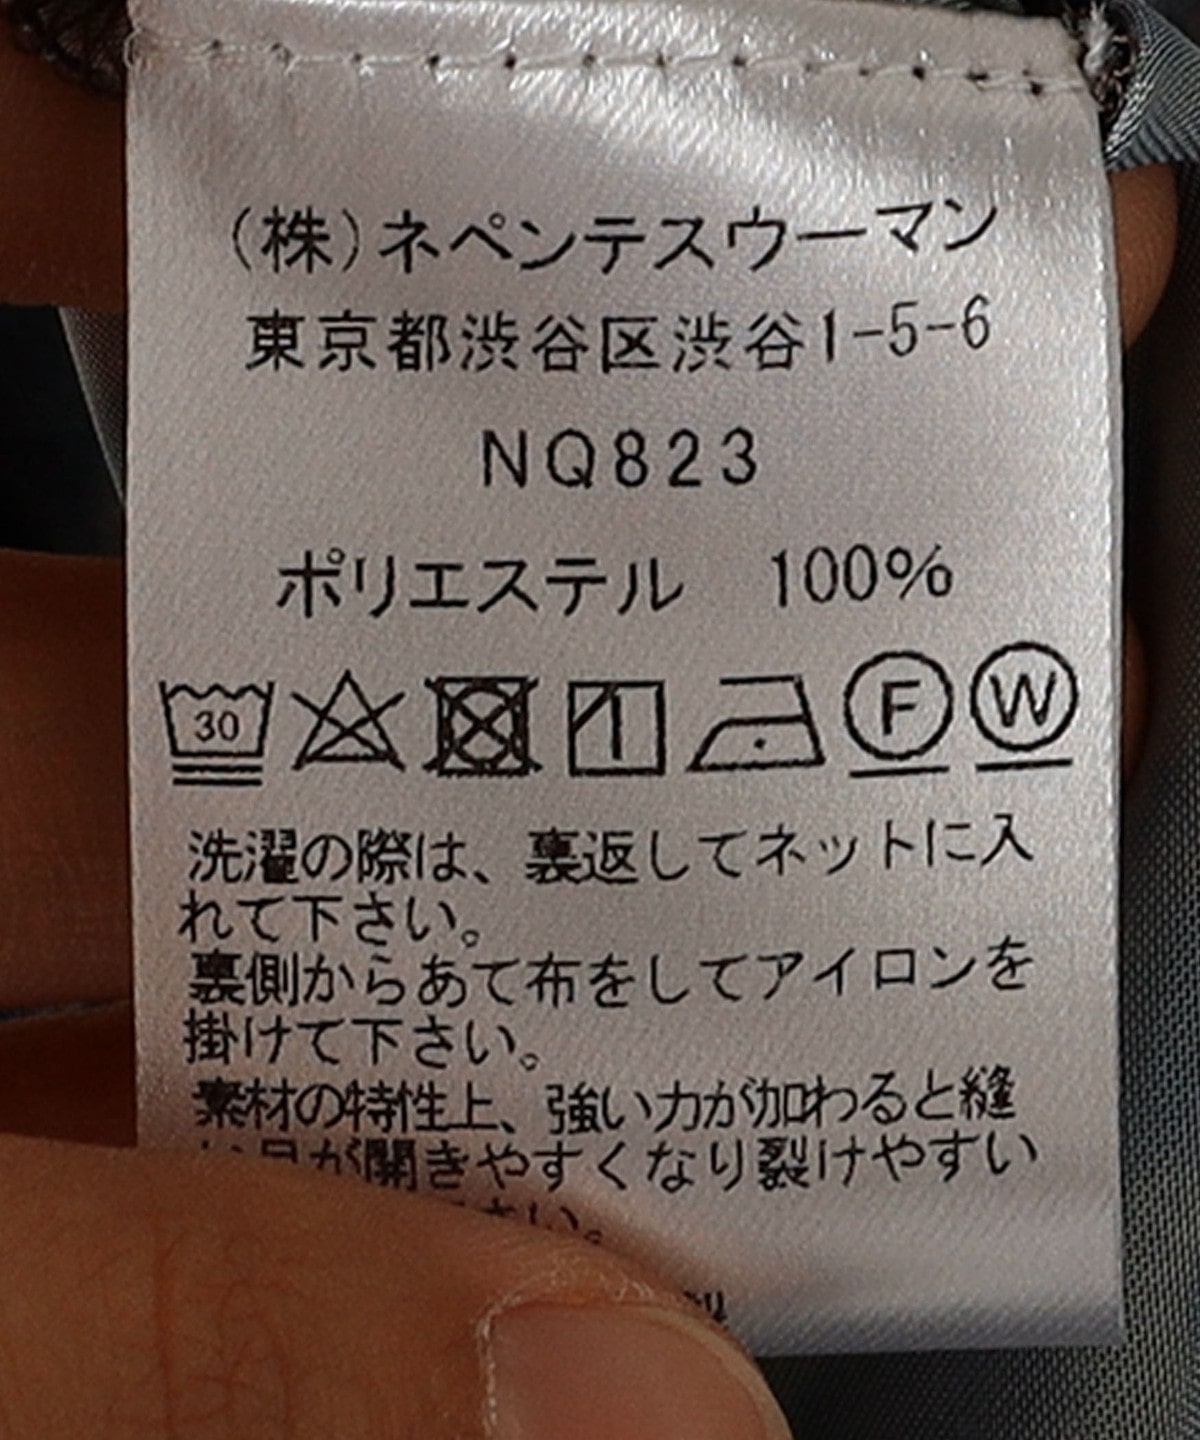 (株)ネペンテスウーマン
東京都渋谷区渋谷1-5-6
NQ823
ポリエステル 100%
30 F W
洗濯の際は、裏返してネットに入
れて下さい。
裏側からあて布をしてアイロンを
掛けて下さい。
素材の特性上、強い力が加わると縫
い目が開きやすくなり裂けやすい
さい。